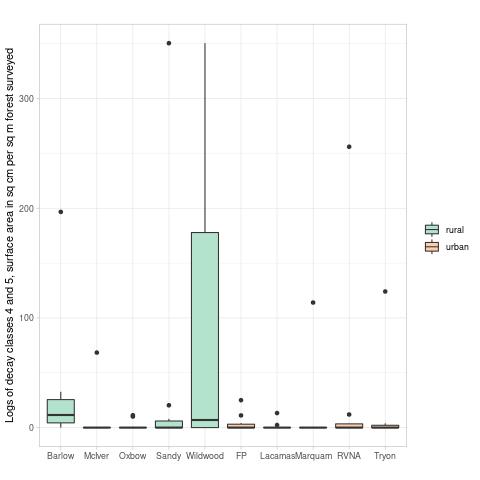 Logs of decay classes 4 and 5, surface area in sq cm per sq m forest surveyed
300
200
100
0
Barlow McIver Oxbow Sandy Wildwood FP Lacamas Marquam RVNA Tryon
rural
urban